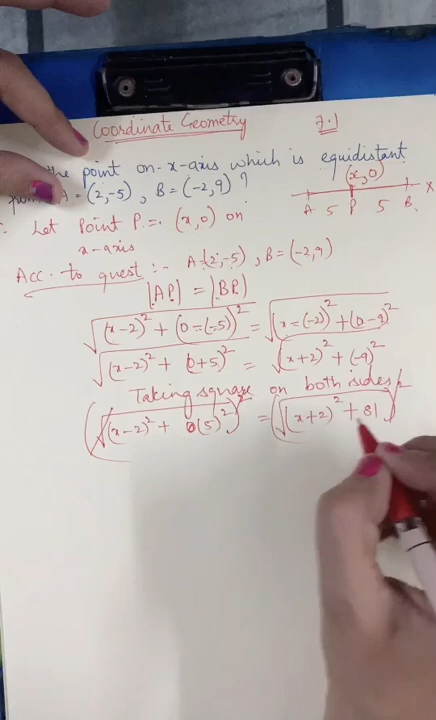 Coordinate Geometry 7.1
the point on x-axis which is equidistant
A = (2,-5), B = (-2,9) ?
(x,0)
A 5 P 5 B X
Let Point P = (x,0) on
x-axis
Acc. to quest :- A = (2,-5), B = (-2,9)
|AP| = |BP|
√(x-2)² + (0-(-5)² = √(x-(-2)² + (0-9)²
√(x-2)² + (0+5)² = √(x+2)² + (-9)²
Taking square on both sides
(√(x-2)² + (5)²)² = (√(x+2)² + 81)²